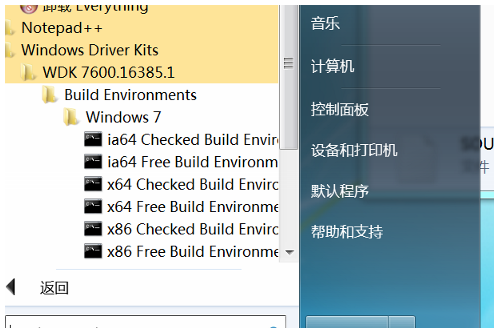 卸载 Everything
Notepad++
Windows Driver Kits
WDK 7600.16385.1
Build Environments
Windows 7
ia64 Checked Build Envir
ia64 Free Build Environm
x64 Checked Build Envir
x64 Free Build Environme
x86 Checked Build Envir
x86 Free Build Environm
返回
音乐
计算机
控制面板
设备和打印机
默认程序
帮助和支持
SOU